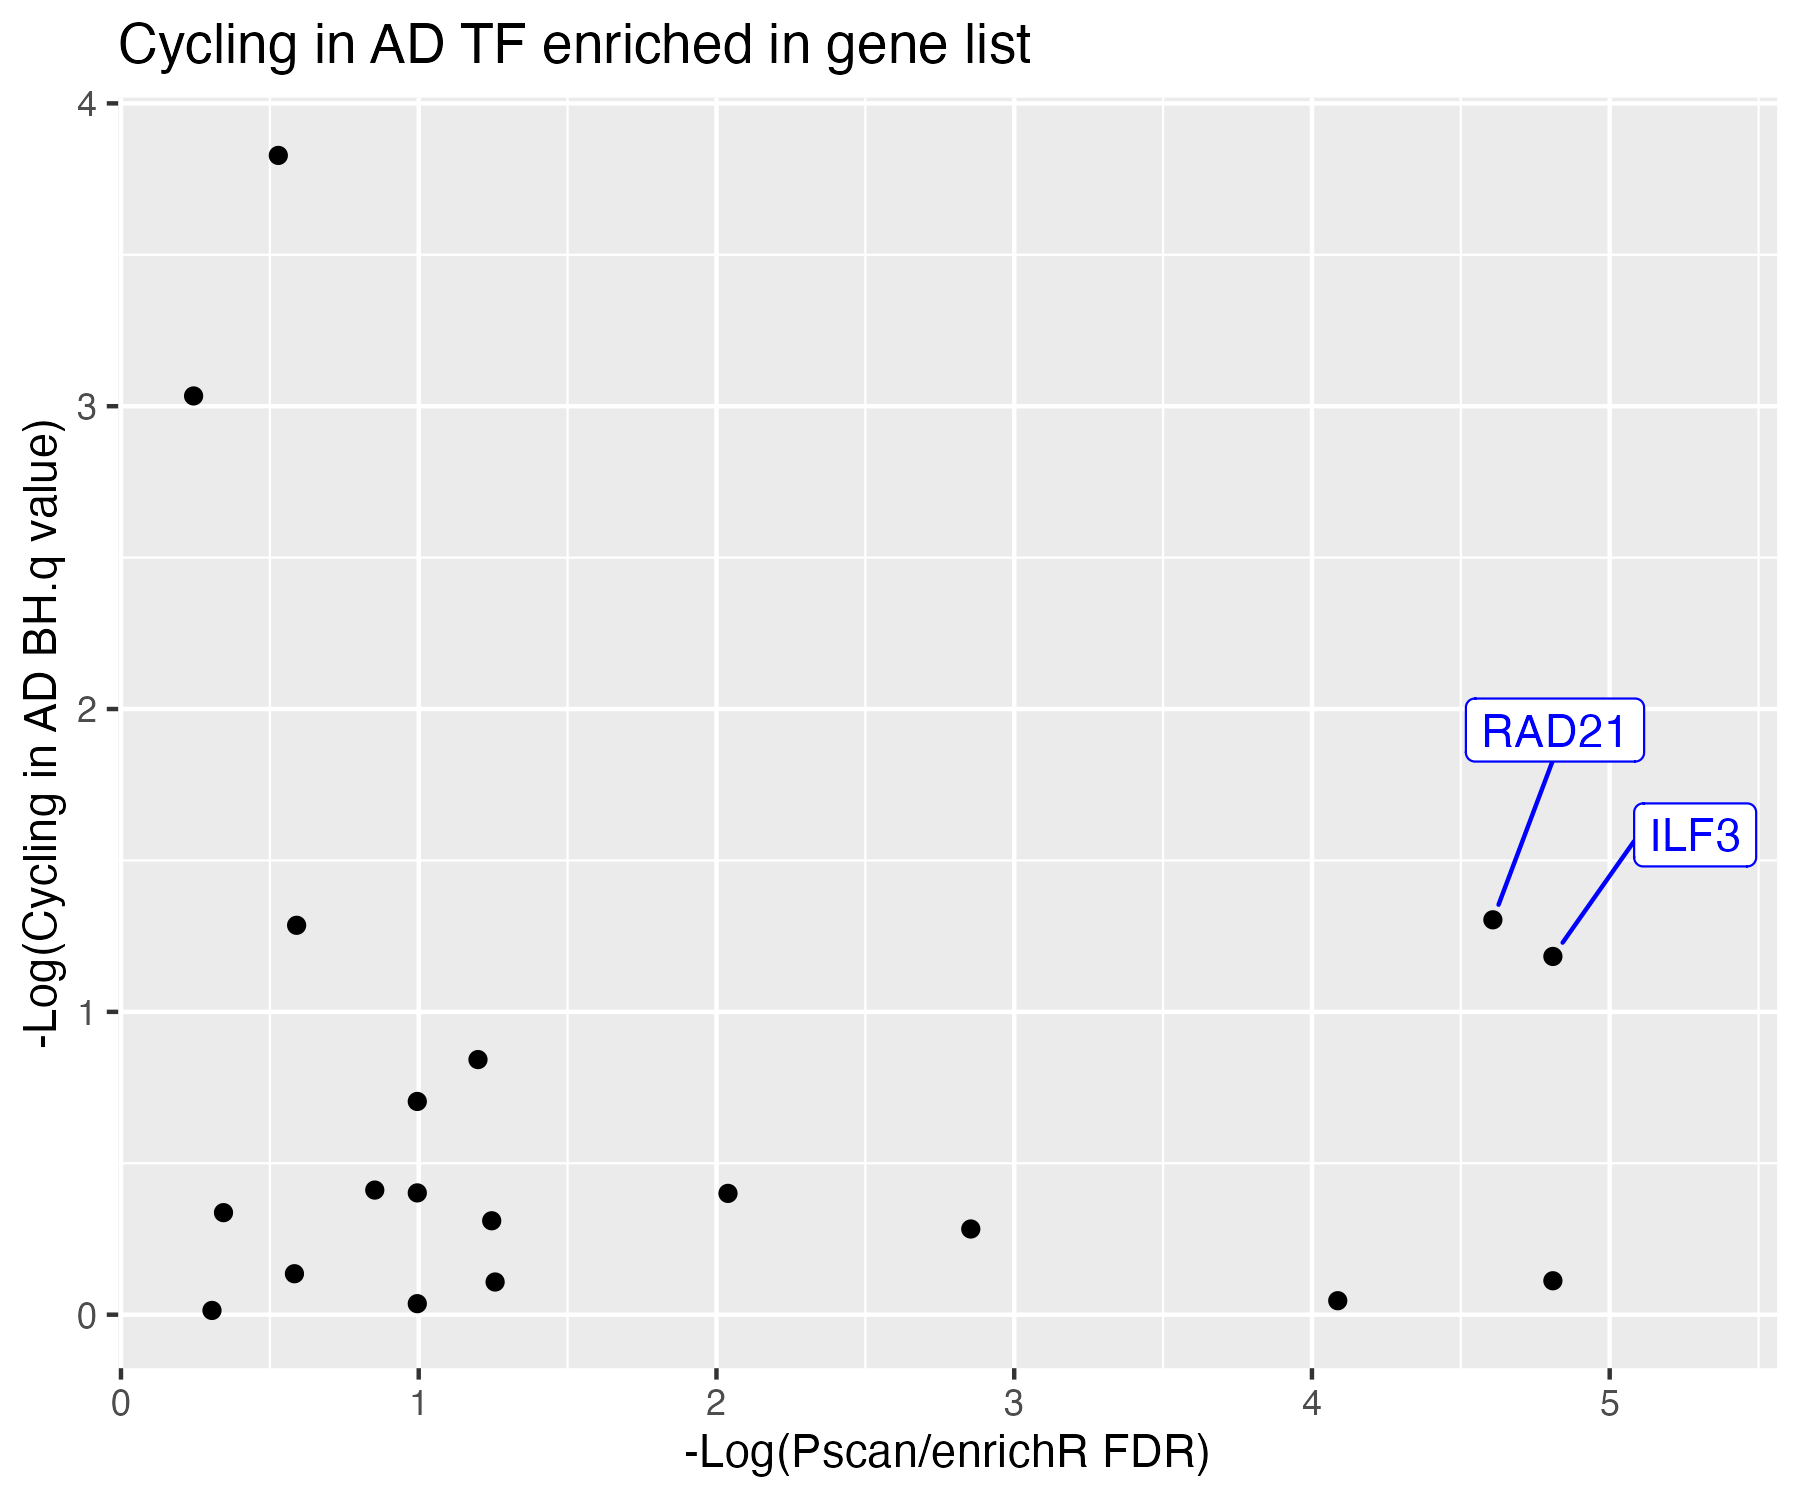 Cycling in AD TF enriched in gene list
-Log(Cycling in AD BH.q value)
4
3
2
1
0
RAD21
ILF3
0 1 2 3 4 5
-Log(Pscan/enrichR FDR)